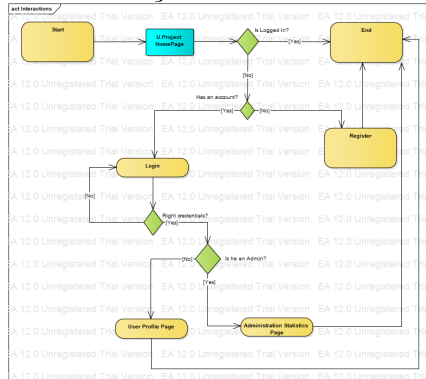 act Interactions
Start
U.Project
HomePage
Is Logged in?
[Yes]
End
[No]
Has an account?
[Yes]
[No]
Register
Login
[No]
Right credentials?
[Yes]
[No]
Is he an Admin?
[Yes]
User Profile Page
Administration Statistics
Page
EA 12.0 Unregistered Trial Version